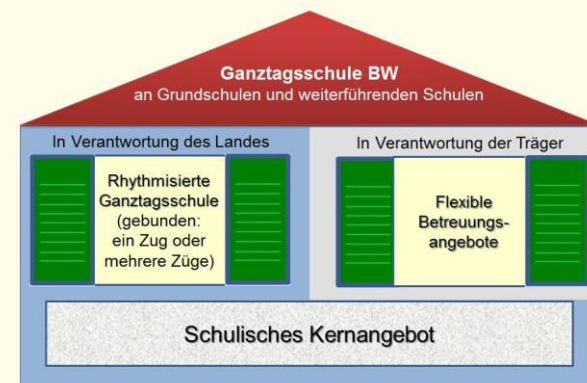 Ganztagsschule BW
an Grundschulen und weiterführenden Schulen
In Verantwortung des Landes
In Verantwortung der Träger
Rhythmisierte
Ganztagsschule
(gebunden:
ein Zug oder
mehrere Züge)
Flexible
Betreuungs-
angebote
Schulisches Kernangebot